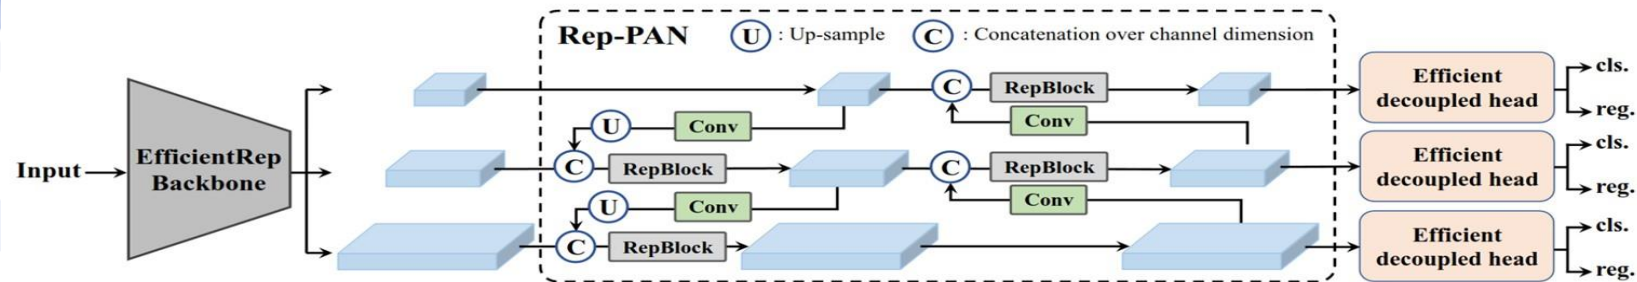 Rep-PAN
U : Up-sample
C : Concatenation over channel dimension
Input
EfficientRep
Backbone
C
RepBlock
Conv
U
Conv
C
RepBlock
C
RepBlock
Conv
U
Conv
C
RepBlock
Efficient
decoupled head
cls.
reg.
Efficient
decoupled head
cls.
reg.
Efficient
decoupled head
cls.
reg.